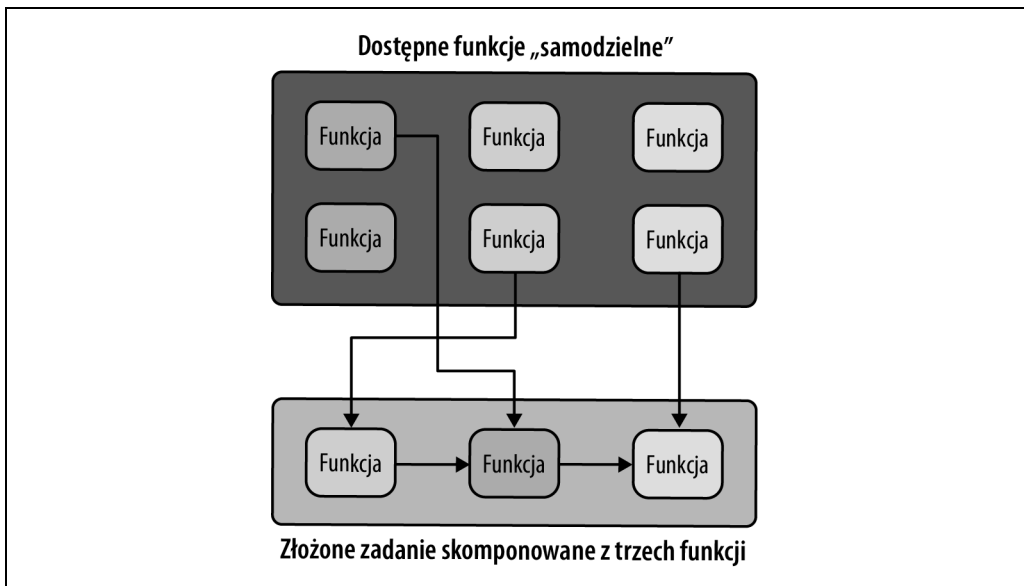 Dostępne funkcje „samodzielne”
Funkcja Funkcja Funkcja
Funkcja Funkcja Funkcja
Funkcja Funkcja Funkcja
Złożone zadanie skomponowane z trzech funkcji